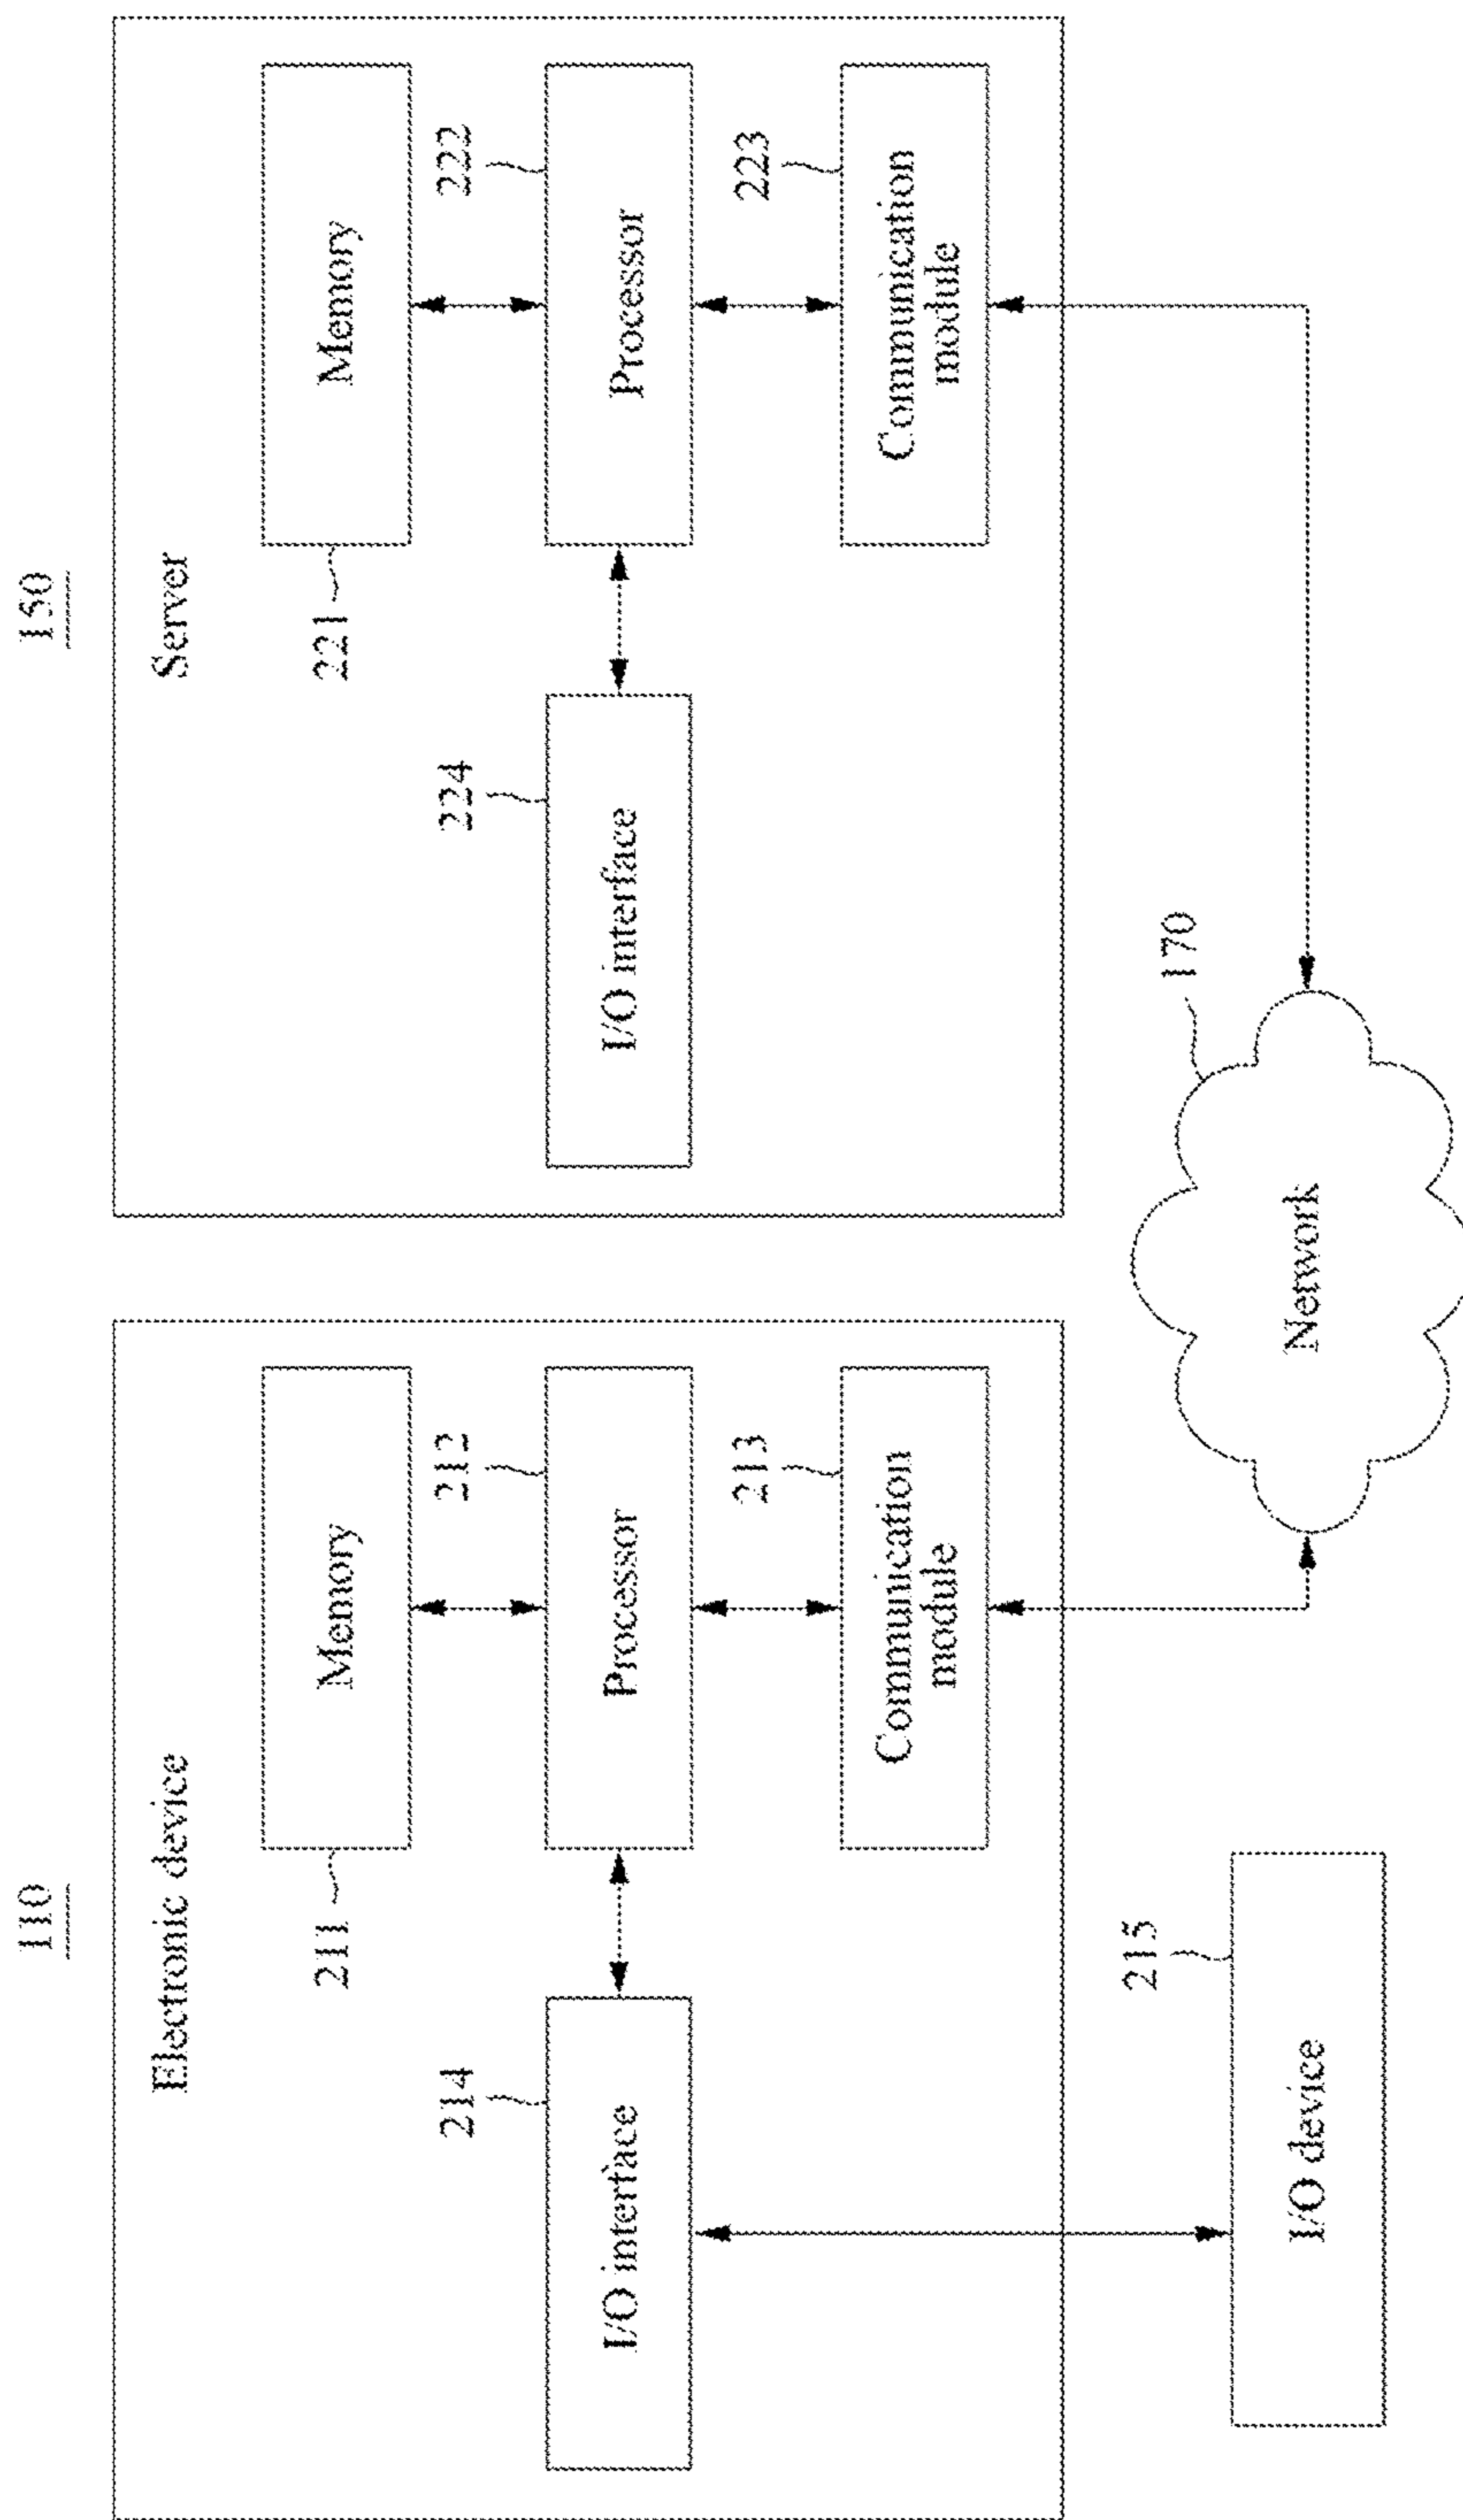 110
Electronic device
211
Memory
212
214
I/O interface
Processor
213
Communication
module
215
I/O device
150
Server
221
Memory
222
224
I/O interface
Processor
223
Communication
module
170
Network